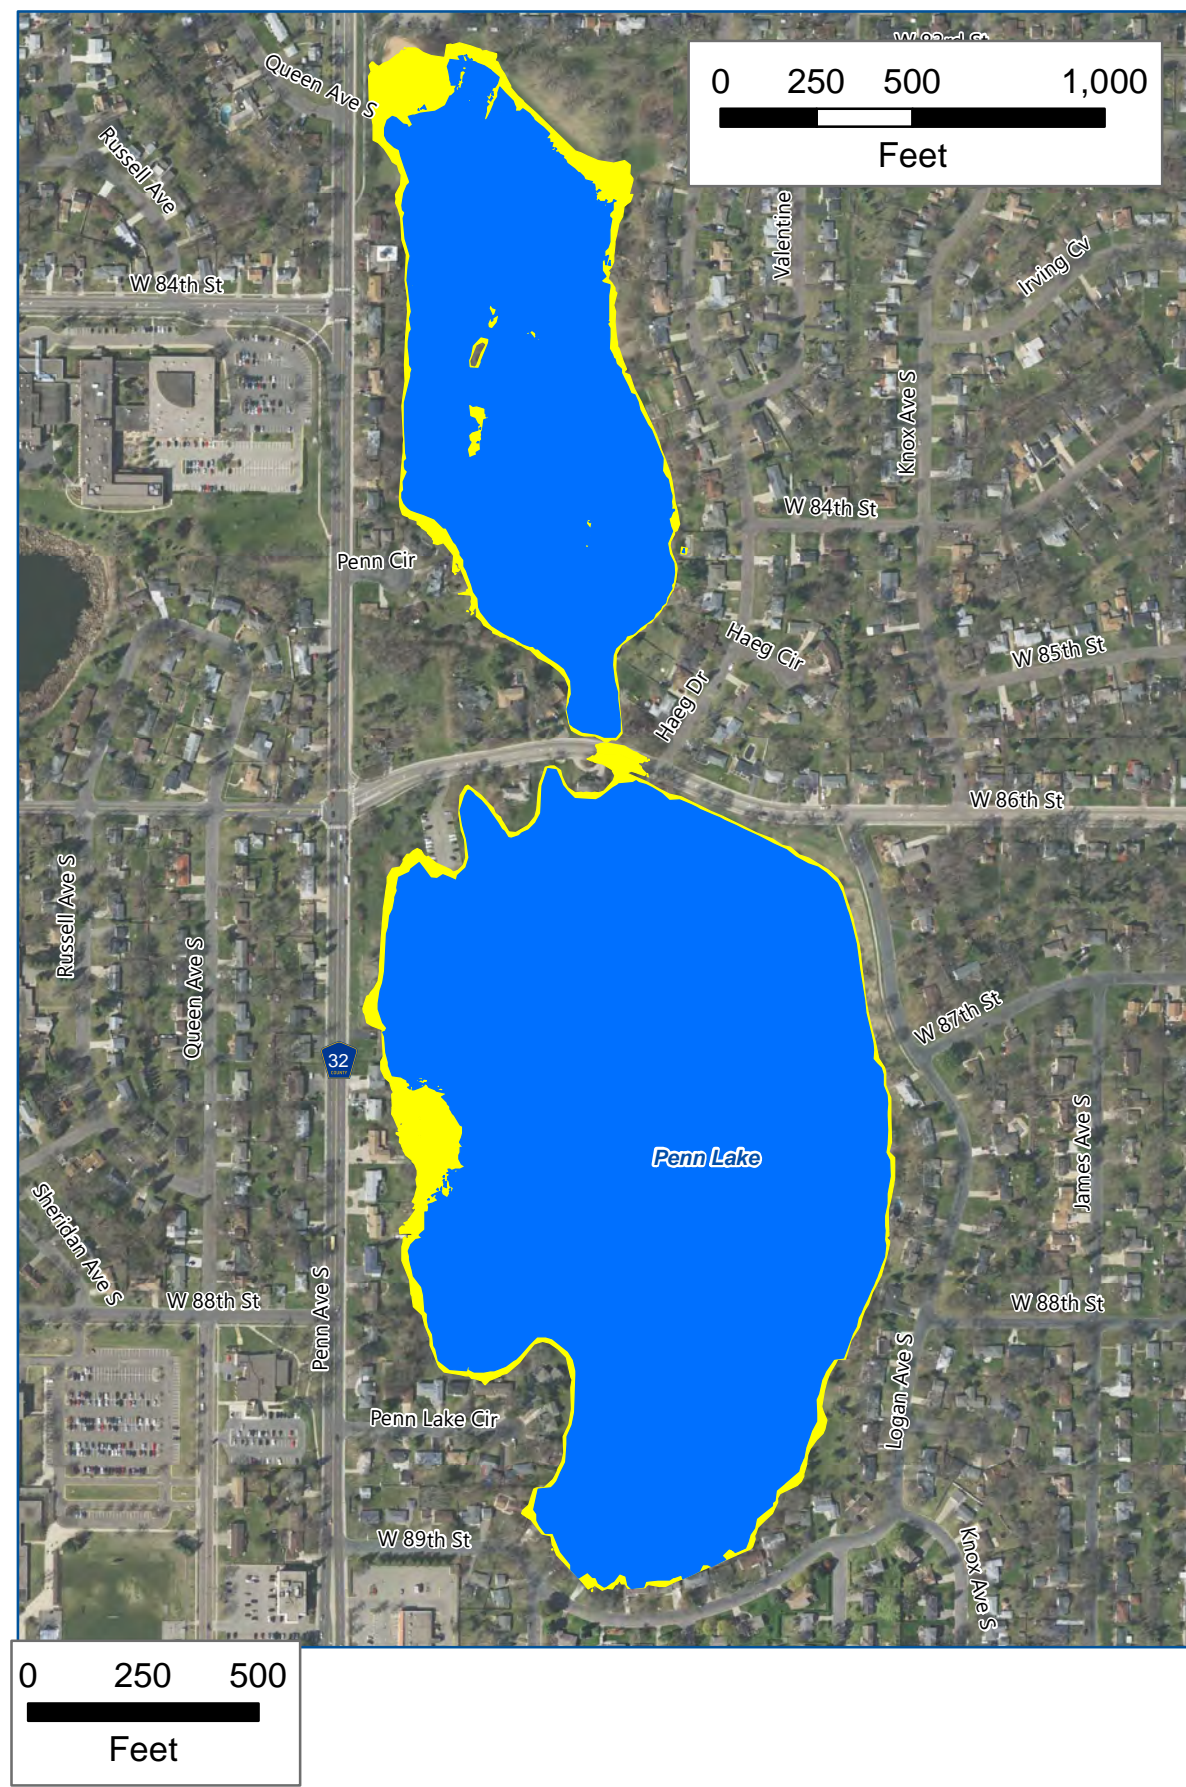 W 83rd St
0 250 500 1,000
Feet
Queen Ave S
Russell Ave
Valentine
Irving Cv
W 84th St
Knox Ave S
W 84th St
Penn Cir
Haeg Cir
W 85th St
Haeg Dr
W 86th St
Russell Ave S
Queen Ave S
W 87th St
32
COUNTY
James Ave S
Penn Lake
Sheridan Ave S
W 88th St
Penn Ave S
W 88th St
Logan Ave S
Penn Lake Cir
W 89th St
Knox Ave S
0 250 500
Feet